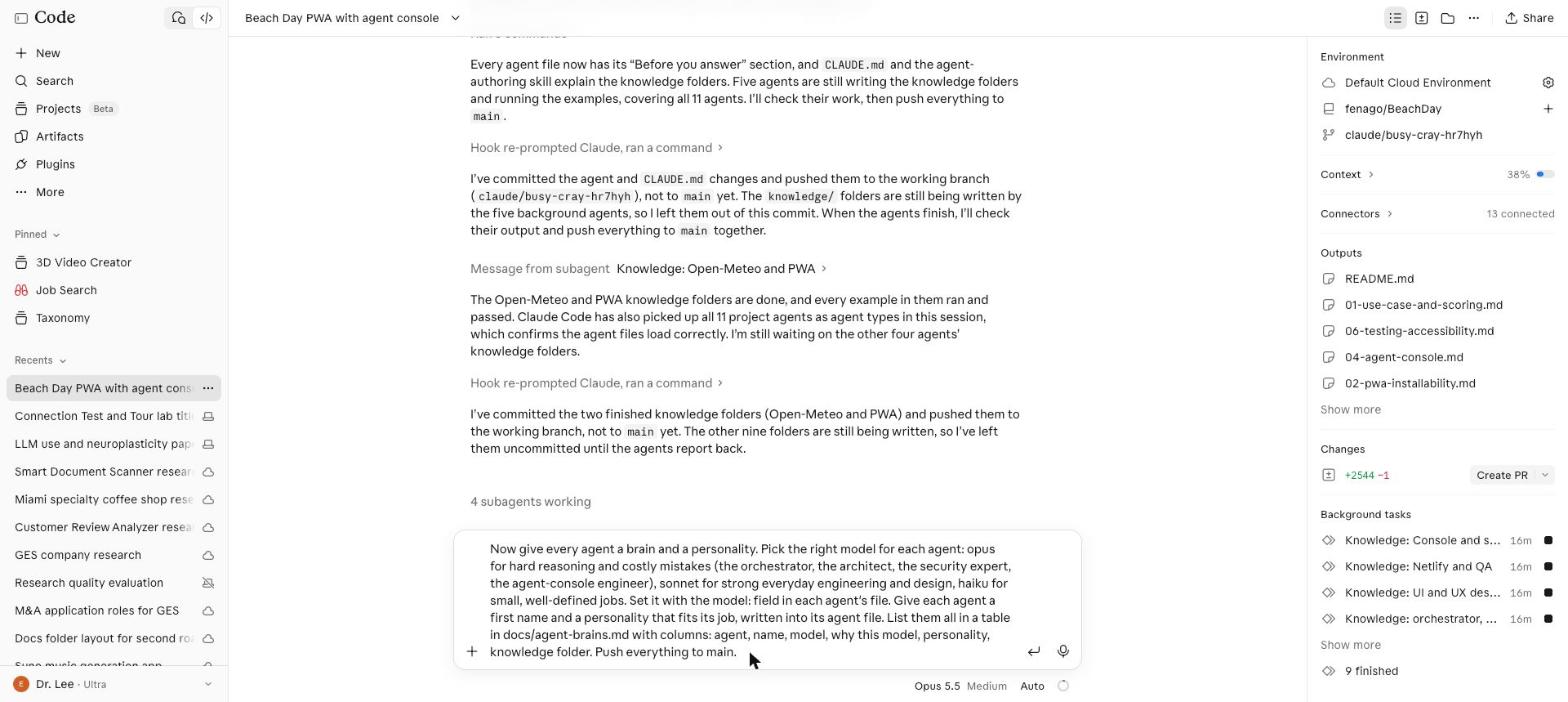 Code
New
Search
Projects Beta
Artifacts
Plugins
More
Pinned
3D Video Creator
Job Search
Taxonomy
Recents
Beach Day PWA with agent cons
Connection Test and Tour lab titl
LLM use and neuroplasticity pap
Smart Document Scanner resear
Miami specialty coffee shop rese
Customer Review Analyzer resea
GES company research
Research quality evaluation
M&A application roles for GES
Docs folder layout for second ro
Suno music generation app
Dr. Lee · Ultra
Beach Day PWA with agent console
Share
Every agent file now has its “Before you answer” section, and CLAUDE.md and the agent-
authoring skill explain the knowledge folders. Five agents are still writing the knowledge folders
and running the examples, covering all 11 agents. I’ll check their work, then push everything to
main.
Hook re-prompted Claude, ran a command
I’ve committed the agent and CLAUDE.md changes and pushed them to the working branch
(claude/busy-cray-hr7hyh), not to main yet. The knowledge/ folders are still being written by
the five background agents, so I left them out of this commit. When the agents finish, I’ll check
their output and push everything to main together.
Message from subagent Knowledge: Open-Meteo and PWA
The Open-Meteo and PWA knowledge folders are done, and every example in them ran and
passed. Claude Code has also picked up all 11 project agents as agent types in this session,
which confirms the agent files load correctly. I’m still waiting on the other four agents’
knowledge folders.
Hook re-prompted Claude, ran a command
I’ve committed the two finished knowledge folders (Open-Meteo and PWA) and pushed them to
the working branch, not to main yet. The other nine folders are still being written, so I’ve left
them uncommitted until the agents report back.
4 subagents working
Now give every agent a brain and a personality. Pick the right model for each agent: opus
for hard reasoning and costly mistakes (the orchestrator, the architect, the security expert,
the agent-console engineer), sonnet for strong everyday engineering and design, haiku for
small, well-defined jobs. Set it with the model: field in each agent's file. Give each agent a
first name and a personality that fits its job, written into its agent file. List them all in a table
in docs/agent-brains.md with columns: agent, name, model, why this model, personality,
knowledge folder. Push everything to main.
Opus 5.5 Medium Auto
Environment
Default Cloud Environment
fenago/BeachDay
claude/busy-cray-hr7hyh
Context 38%
Connectors 13 connected
Outputs
README.md
01-use-case-and-scoring.md
06-testing-accessibility.md
04-agent-console.md
02-pwa-installability.md
Show more
Changes
+2544 −1 Create PR
Background tasks
Knowledge: Console and s... 16m
Knowledge: Netlify and QA 16m
Knowledge: UI and UX des... 16m
Knowledge: orchestrator, ... 16m
Show more
9 finished